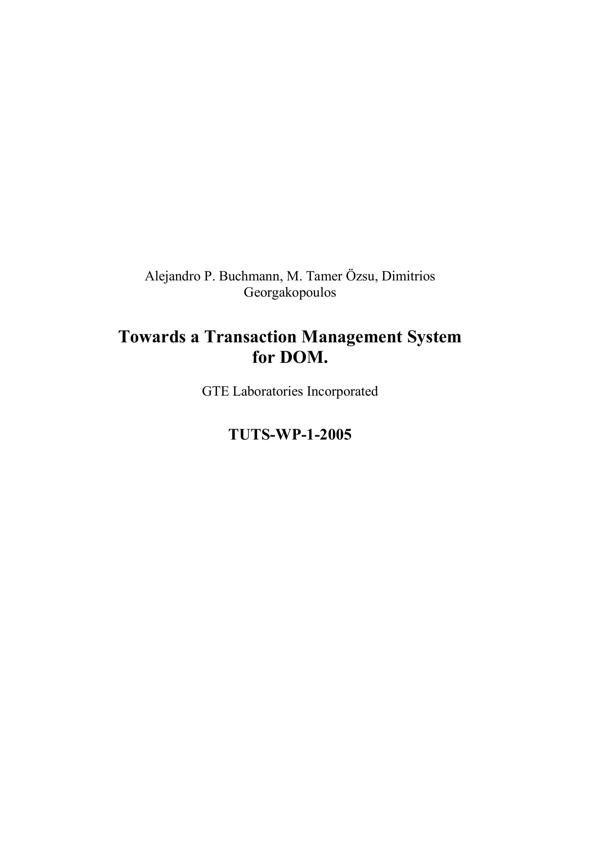 Alejandro P. Buchmann, M. Tamer Özsu, Dimitrios
Georgakopoulos
Towards a Transaction Management System
for DOM.
GTE Laboratories Incorporated
TUTS-WP-1-2005